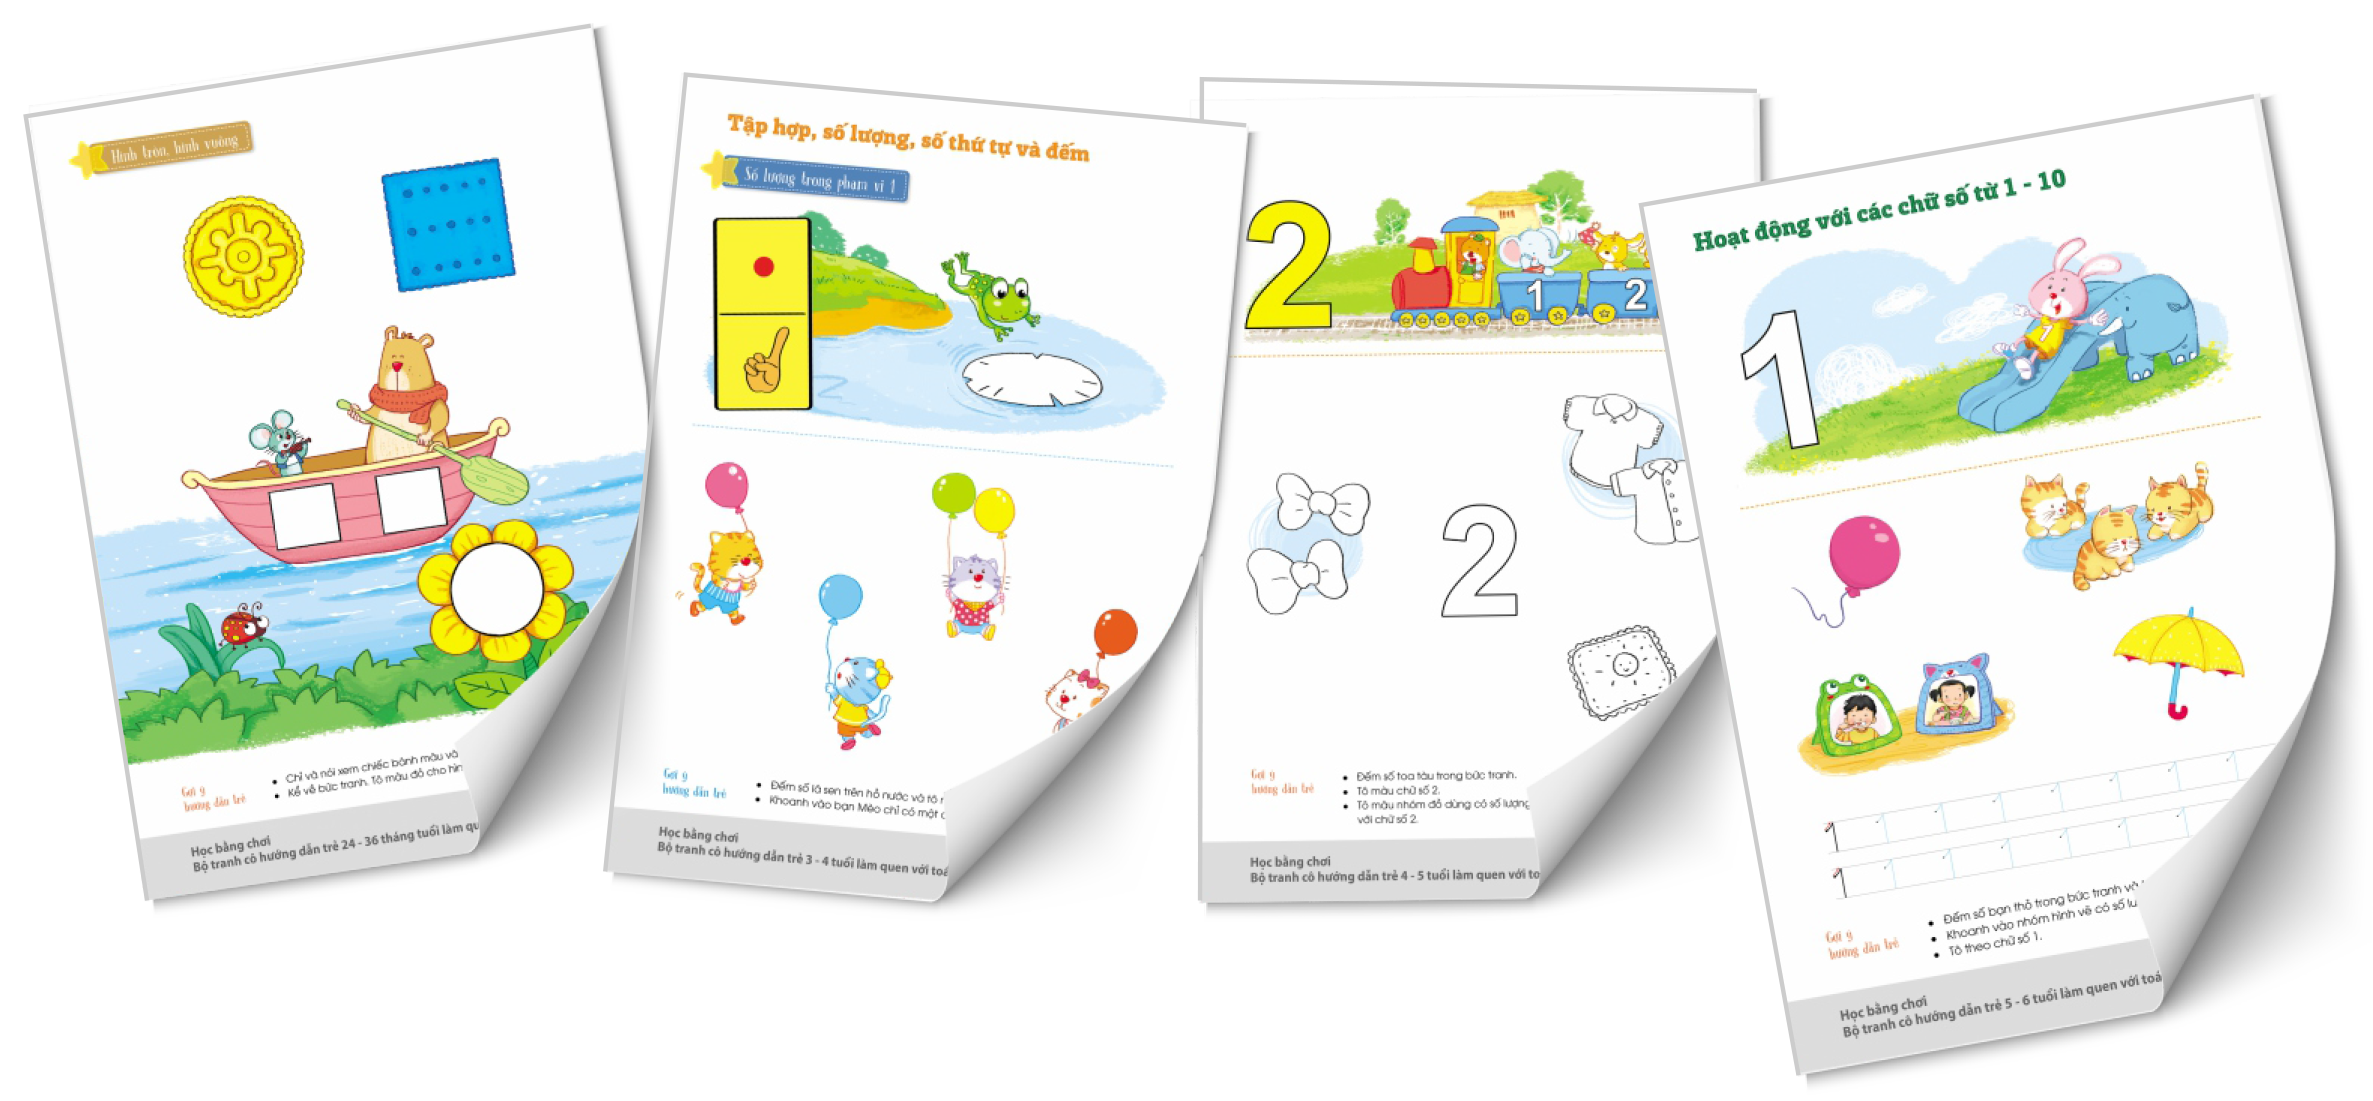 Hình tròn, hình vuông
Gợi ý
hướng dẫn trẻ
• Chỉ và nói xem chiếc bánh màu và
• Kể về bức tranh. Tô màu đỏ cho hìn
Học bằng chơi
Bộ tranh cô hướng dẫn trẻ 24 - 36 tháng tuổi làm qu
Tập hợp, số lượng, số thứ tự và đếm
Số lượng trong phạm vi 1
Gợi ý
hướng dẫn trẻ
• Đếm số lá sen trên hồ nước và tô
• Khoanh vào bạn Mèo chỉ có một
Học bằng chơi
Bộ tranh cô hướng dẫn trẻ 3 - 4 tuổi làm quen với toá
2
1
2
2
Gợi ý
hướng dẫn trẻ
• Đếm số toa tàu trong bức tranh.
• Tô màu chữ số 2.
• Tô màu nhóm đồ dùng có số lượng
với chữ số 2.
Học bằng chơi
Bộ tranh cô hướng dẫn trẻ 4 - 5 tuổi làm quen với to
Hoạt động với các chữ số từ 1 - 10
1
1
1
Gợi ý
hướng dẫn trẻ
• Đếm số bạn thỏ trong bức tranh và
• Khoanh vào nhóm hình vẽ có số lư
• Tô theo chữ số 1.
Học bằng chơi
Bộ tranh cô hướng dẫn trẻ 5 - 6 tuổi làm quen với toá